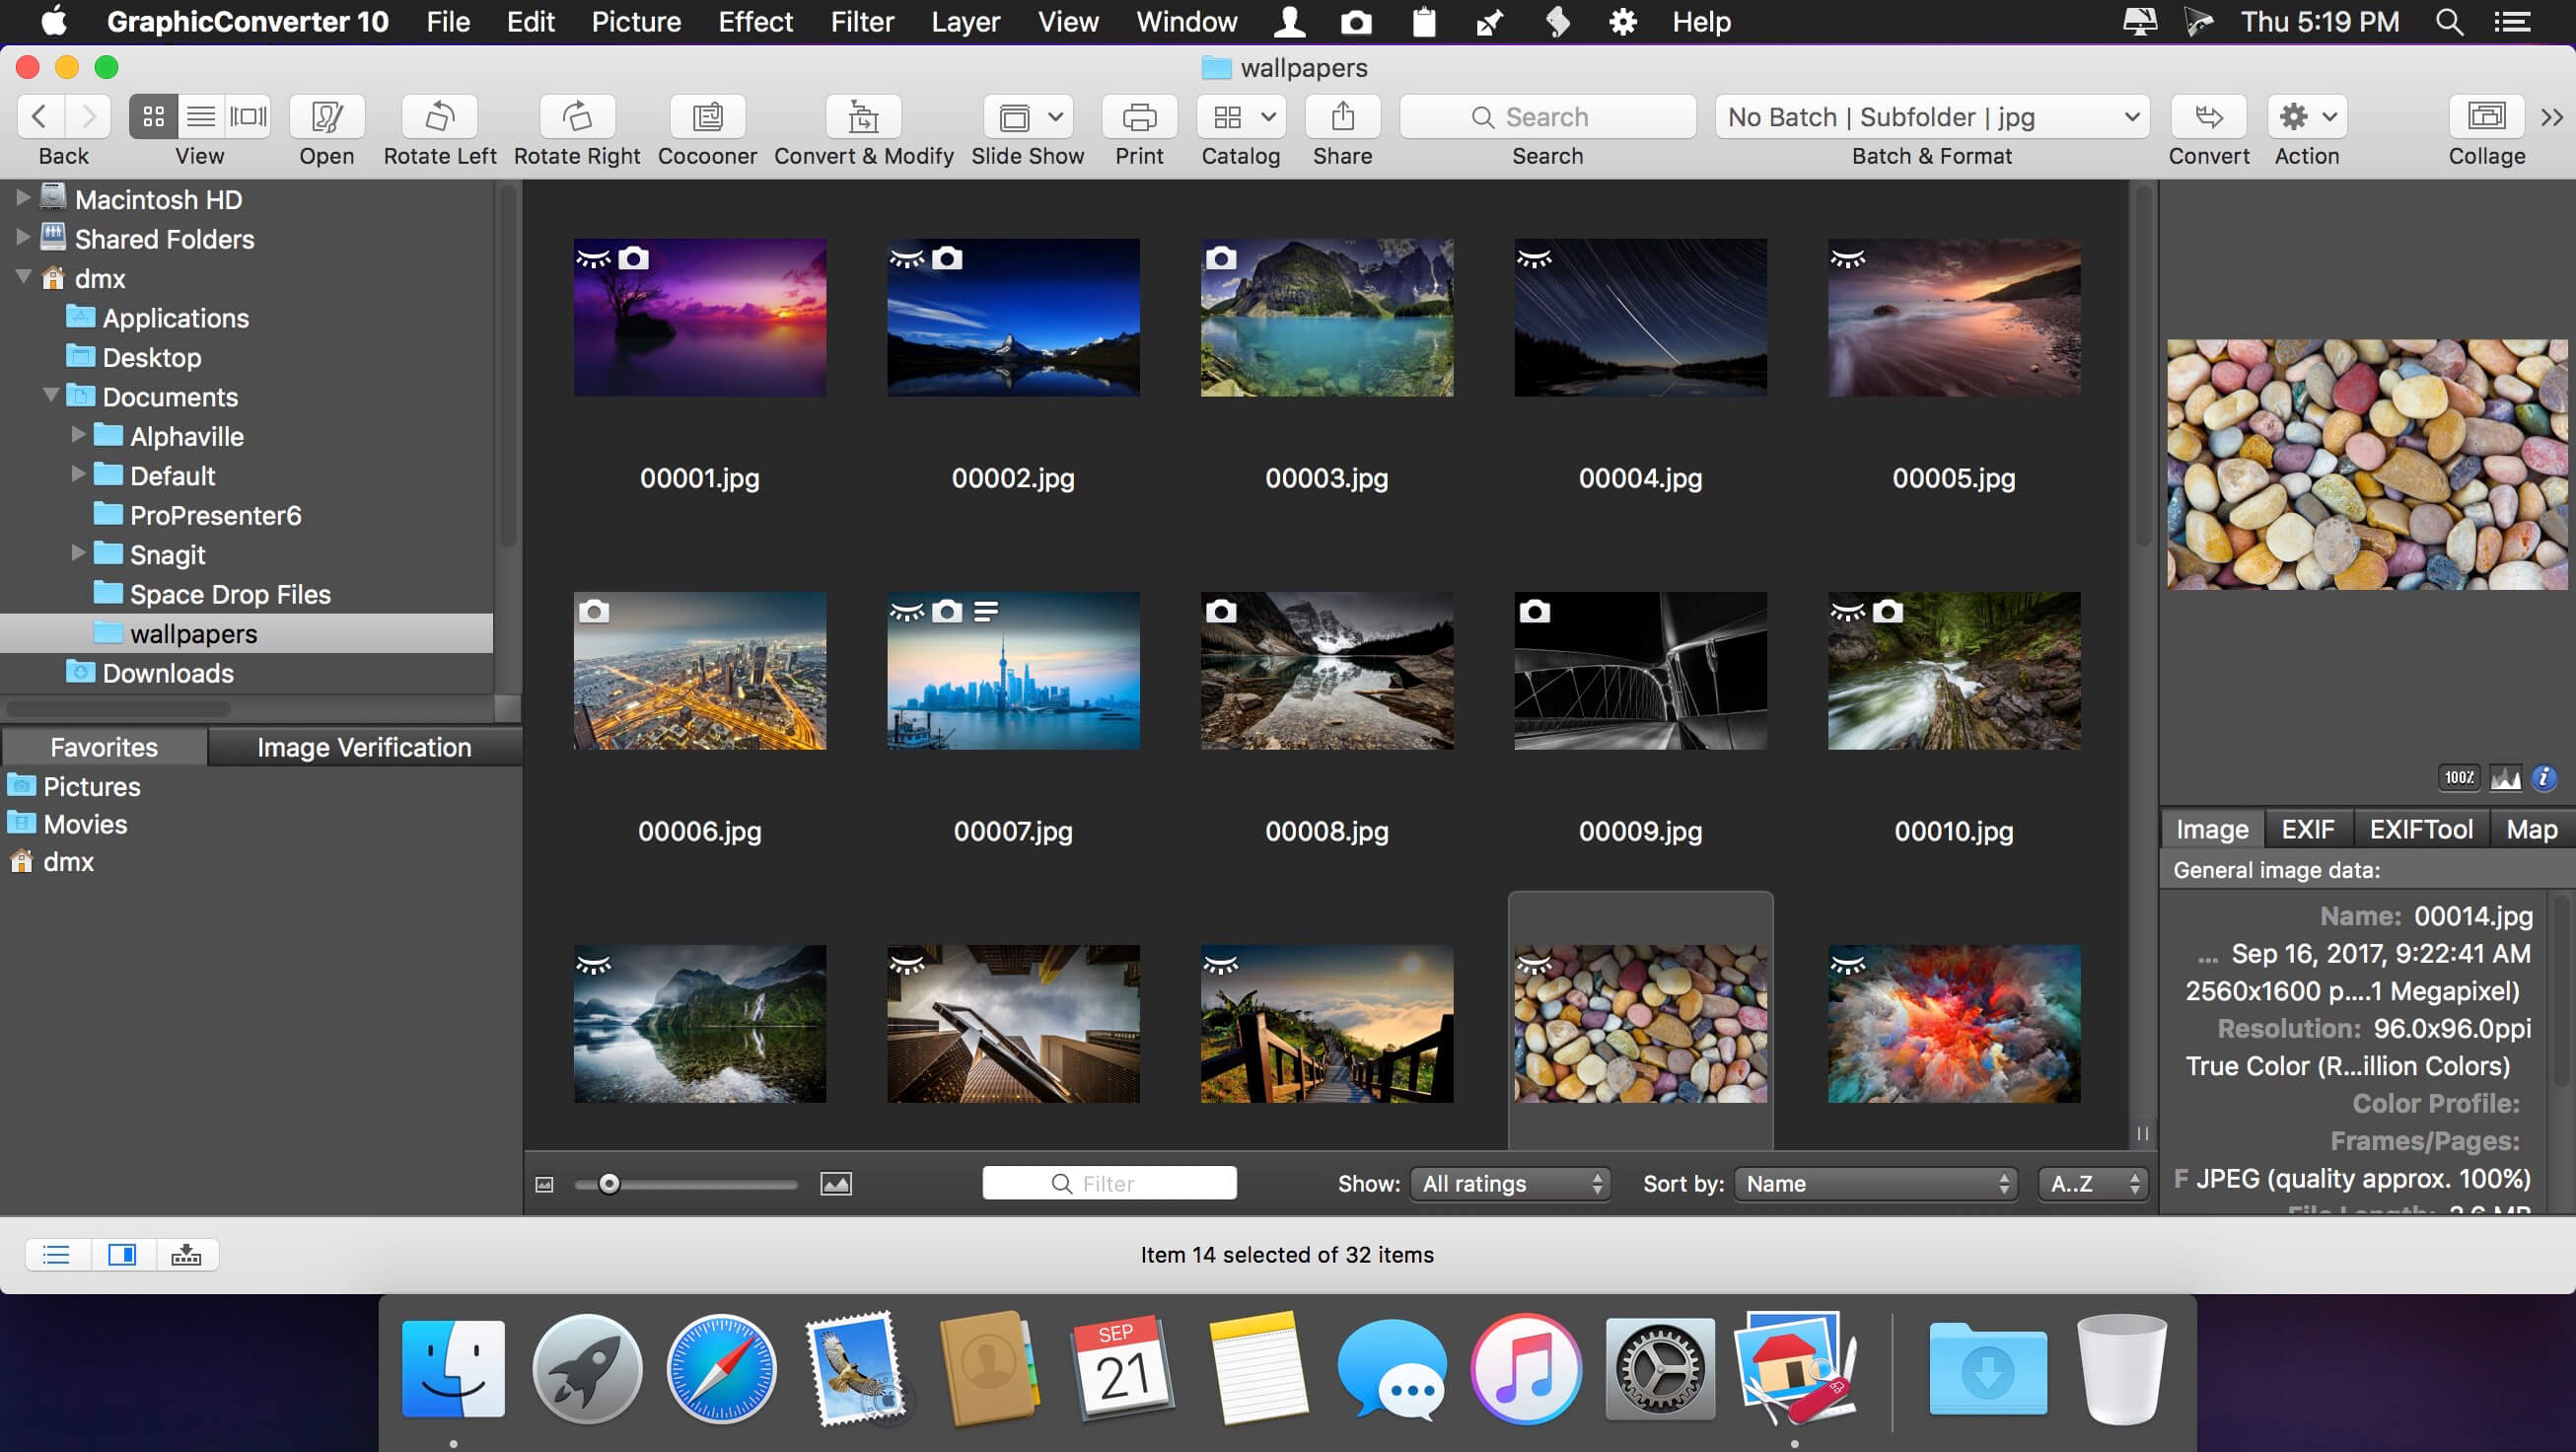 GraphicConverter 10 File Edit Picture Effect Filter Layer View Window Help Thu 5:19 PM
wallpapers
Search No Batch | Subfolder | jpg
Back View Open Rotate Left Rotate Right Cocooner Convert & Modify Slide Show Print Catalog Share Search Batch & Format Convert Action Collage
Macintosh HD
Shared Folders
dmx
Applications
Desktop
Documents
Alphaville
Default
ProPresenter6
Snagit
Space Drop Files
wallpapers
Downloads
Favorites Image Verification
Pictures
Movies
dmx
00001.jpg 00002.jpg 00003.jpg 00004.jpg 00005.jpg
00006.jpg 00007.jpg 00008.jpg 00009.jpg 00010.jpg
Filter Show: All ratings Sort by: Name A..Z
100%
Image EXIF EXIFTool Map
General image data:
Name: 00014.jpg
... Sep 16, 2017, 9:22:41 AM
2560x1600 p....1 Megapixel)
Resolution: 96.0x96.0ppi
True Color (R...illion Colors)
Color Profile:
Frames/Pages:
F JPEG (quality approx. 100%)
Item 14 selected of 32 items
SEP
21